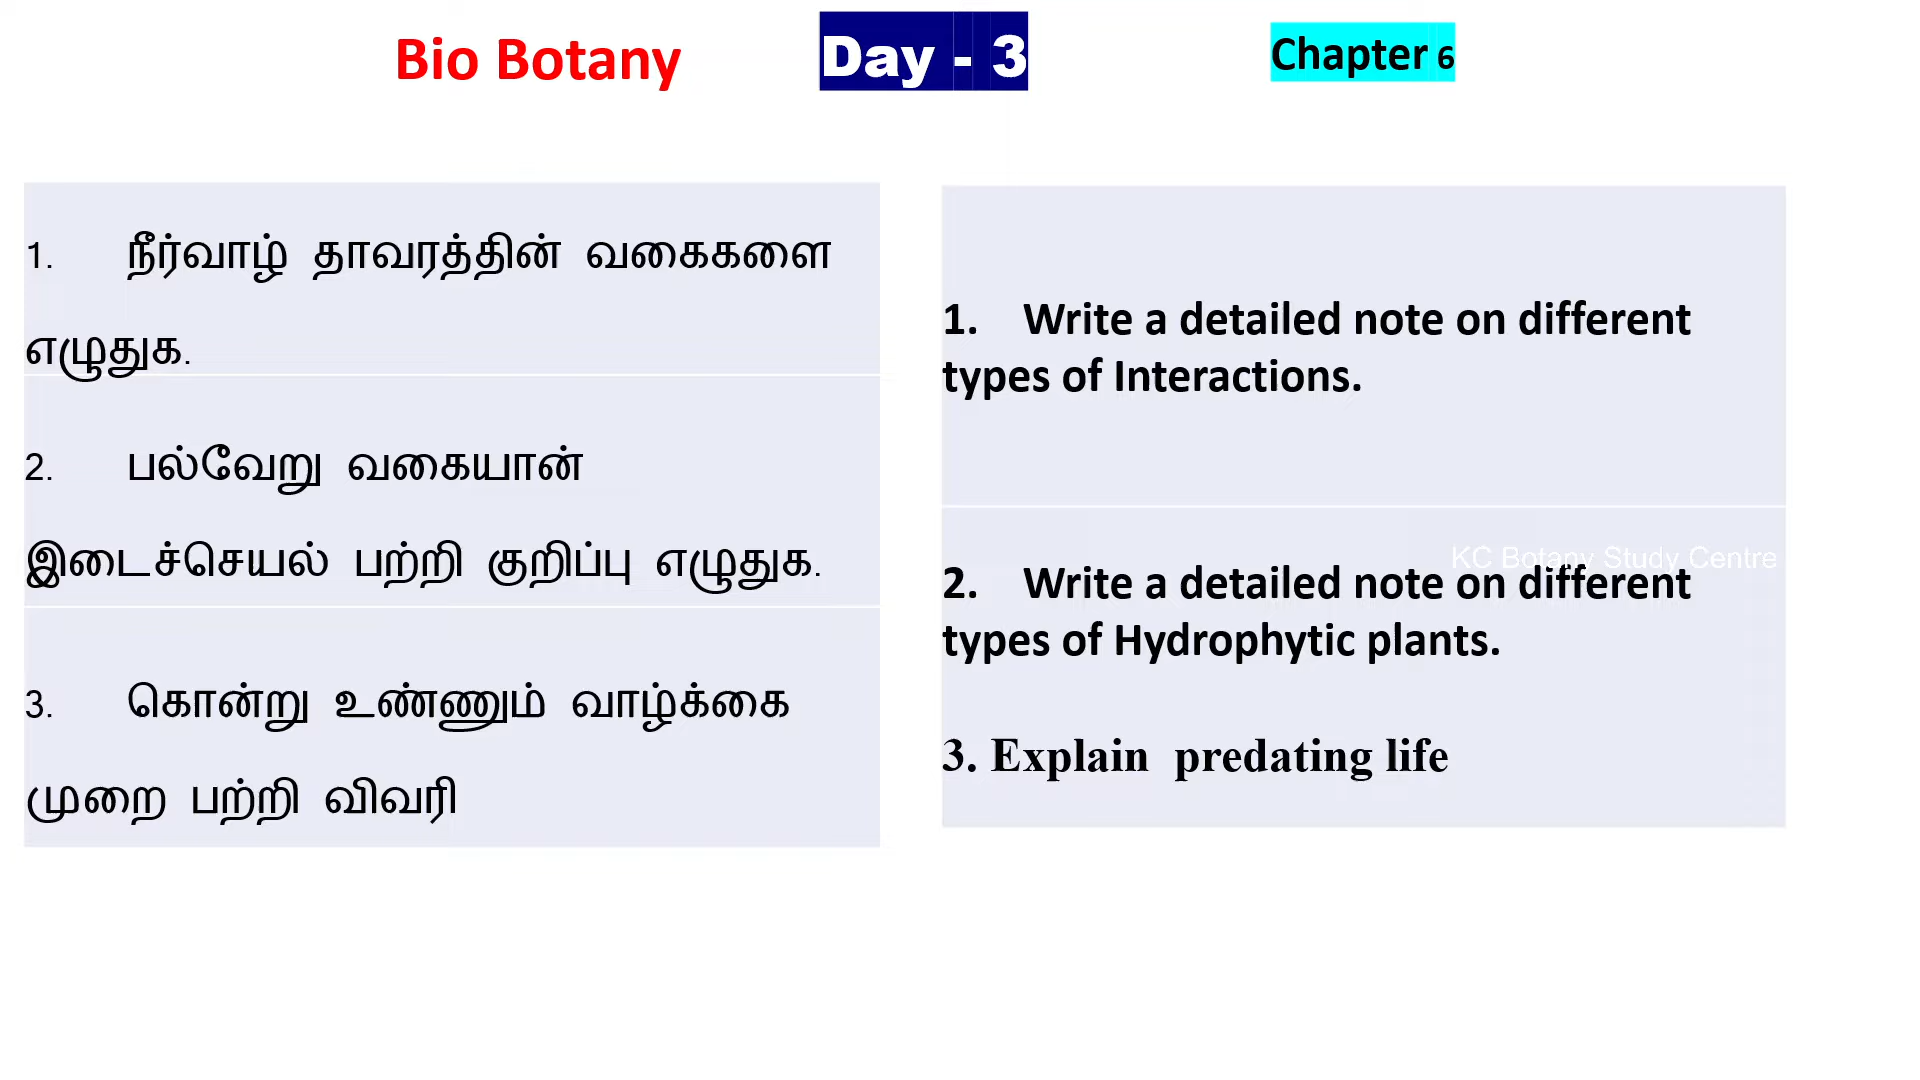 Bio Botany Day - 3 Chapter 6
1. நீர்வாழ் தாவரத்தின் வகைகளை
எழுதுக.
2. பல்வேறு வகையான்
இடைச்செயல் பற்றி குறிப்பு எழுதுக.
3. கொன்று உண்ணும் வாழ்க்கை
முறை பற்றி விவரி
1. Write a detailed note on different
types of Interactions.
KC Botany Study Centre
2. Write a detailed note on different
types of Hydrophytic plants.
3. Explain predating life